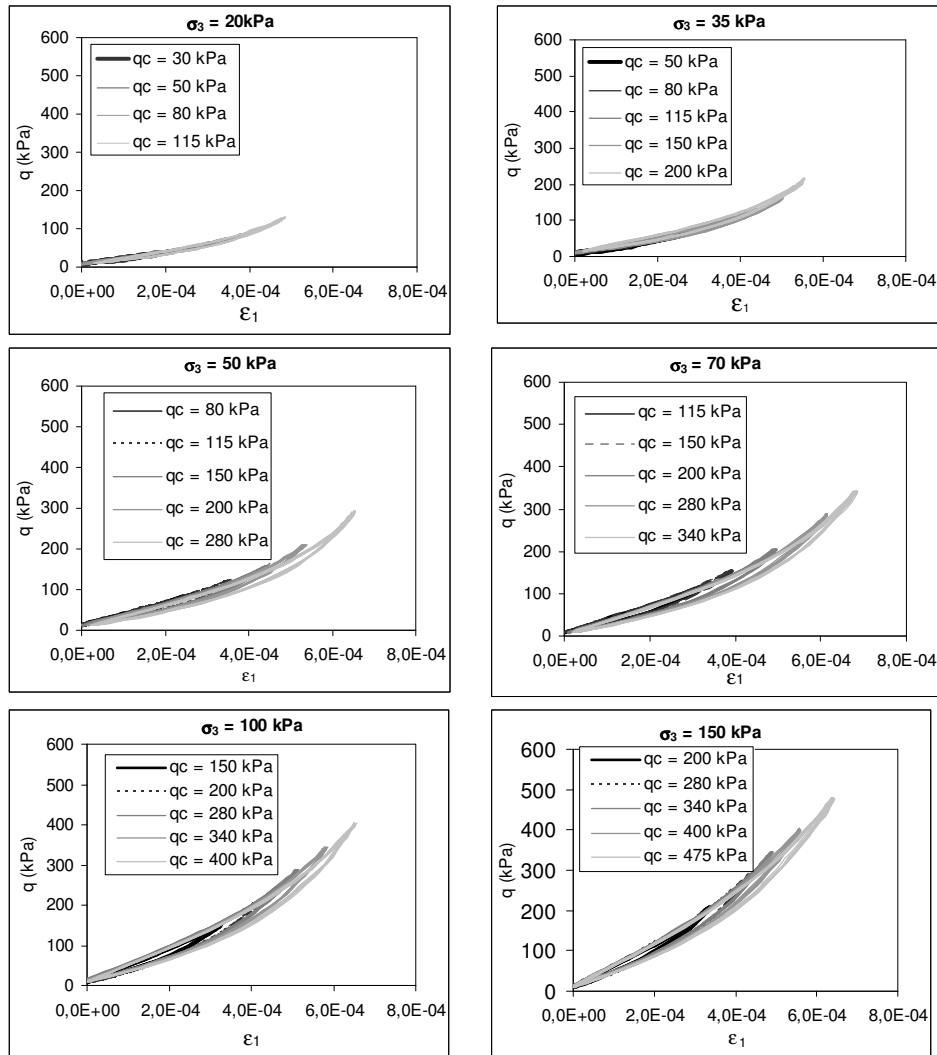 σ3 = 20kPa
600
500
400
300
200
100
0
q (kPa)
qc = 30 kPa
qc = 50 kPa
qc = 80 kPa
qc = 115 kPa
0,0E+00 2,0E-04 4,0E-04 6,0E-04 8,0E-04
ε1
σ3 = 35 kPa
600
500
400
300
200
100
0
q (kPa)
qc = 50 kPa
qc = 80 kPa
qc = 115 kPa
qc = 150 kPa
qc = 200 kPa
0,0E+00 2,0E-04 4,0E-04 6,0E-04 8,0E-04
ε1
σ3 = 50 kPa
600
500
400
300
200
100
0
q (kPa)
qc = 80 kPa
qc = 115 kPa
qc = 150 kPa
qc = 200 kPa
qc = 280 kPa
0,0E+00 2,0E-04 4,0E-04 6,0E-04 8,0E-04
ε1
σ3 = 70 kPa
600
500
400
300
200
100
0
q (kPa)
qc = 115 kPa
qc = 150 kPa
qc = 200 kPa
qc = 280 kPa
qc = 340 kPa
0,0E+00 2,0E-04 4,0E-04 6,0E-04 8,0E-04
ε1
σ3 = 100 kPa
600
500
400
300
200
100
0
q (kPa)
qc = 150 kPa
qc = 200 kPa
qc = 280 kPa
qc = 340 kPa
qc = 400 kPa
0,0E+00 2,0E-04 4,0E-04 6,0E-04 8,0E-04
ε1
σ3 = 150 kPa
600
500
400
300
200
100
0
q (kPa)
qc = 200 kPa
qc = 280 kPa
qc = 340 kPa
qc = 400 kPa
qc = 475 kPa
0,0E+00 2,0E-04 4,0E-04 6,0E-04 8,0E-04
ε1